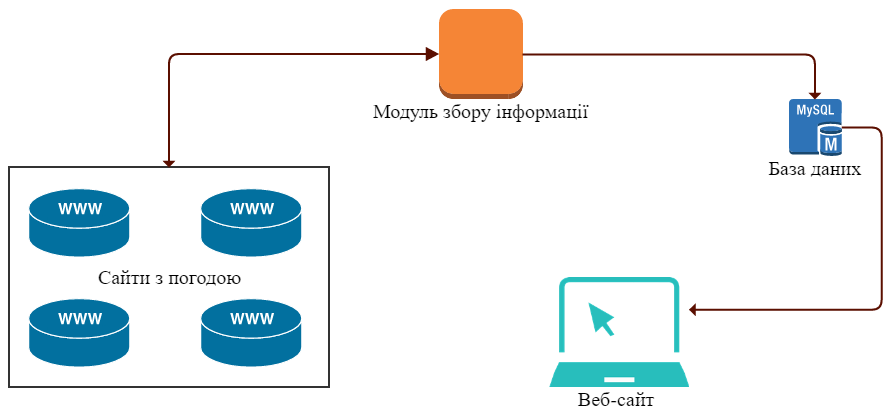 Модуль збору інформації
MySQL
M
База даних
www
www
Сайти з погодою
www
www
Веб-сайт